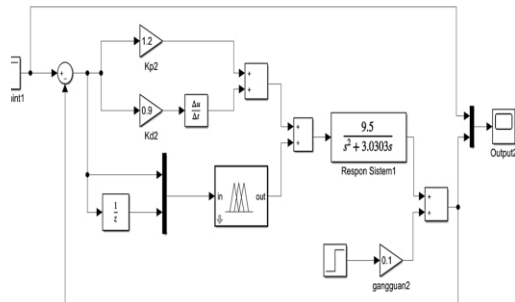 1.2
Kp2
0.9
Kd2
Δu
Δt
1
z
in
out
9.5
s² + 3.0303s
Respon Sistem1
Output2
0.1
gangguan2